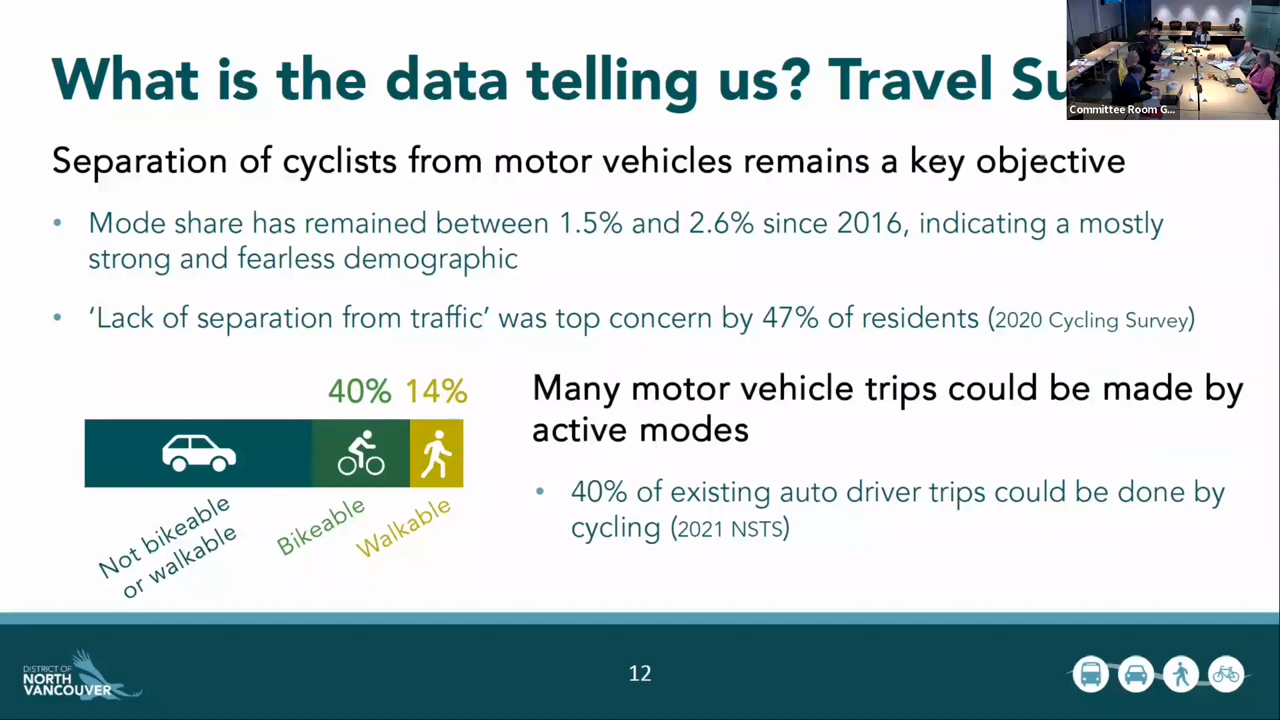 What is the data telling us? Travel Su
Committee Room G...
Separation of cyclists from motor vehicles remains a key objective
• Mode share has remained between 1.5% and 2.6% since 2016, indicating a mostly
strong and fearless demographic
• ‘Lack of separation from traffic’ was top concern by 47% of residents (2020 Cycling Survey)
40% 14%
Not bikeable
or walkable
Bikeable
Walkable
Many motor vehicle trips could be made by
active modes
• 40% of existing auto driver trips could be done by
cycling (2021 NSTS)
DISTRICT OF
NORTH
VANCOUVER
12